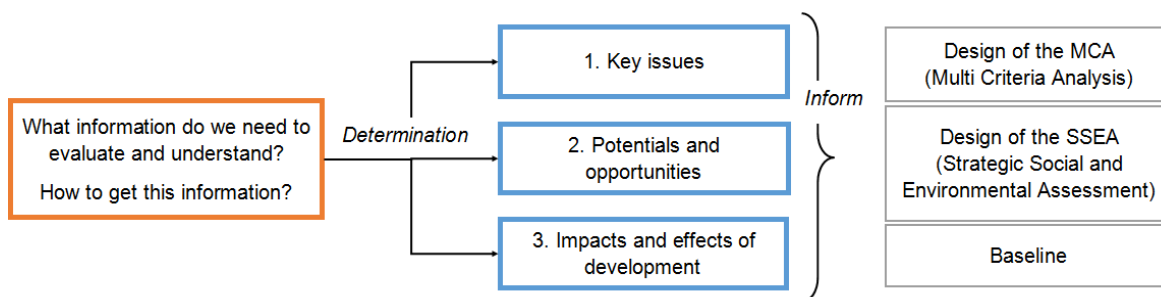 What information do we need to
evaluate and understand?
How to get this information?
Determination
1. Key issues
2. Potentials and
opportunities
3. Impacts and effects of
development
Inform
Design of the MCA
(Multi Criteria Analysis)
Design of the SSEA
(Strategic Social and
Environmental Assessment)
Baseline